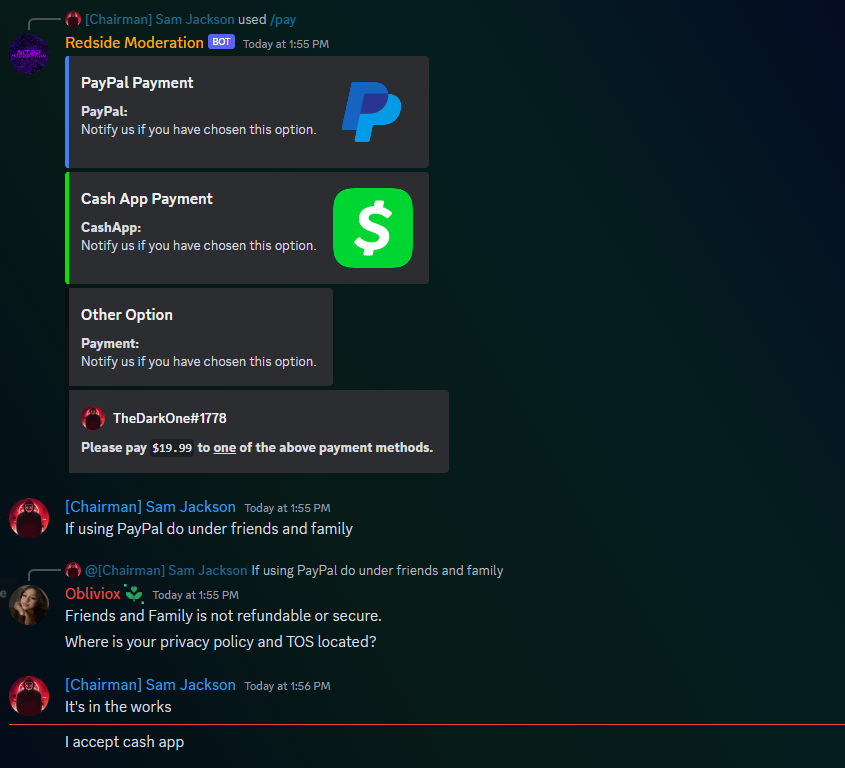 [Chairman] Sam Jackson used /pay
Redside Moderation BOT Today at 1:55 PM
PayPal Payment
PayPal:
Notify us if you have chosen this option.
Cash App Payment
CashApp:
Notify us if you have chosen this option.
$
Other Option
Payment:
Notify us if you have chosen this option.
TheDarkOne#1778
Please pay $19.99 to one of the above payment methods.
[Chairman] Sam Jackson Today at 1:55 PM
If using PayPal do under friends and family
@[Chairman] Sam Jackson If using PayPal do under friends and family
Obliviox Today at 1:55 PM
Friends and Family is not refundable or secure.
Where is your privacy policy and TOS located?
[Chairman] Sam Jackson Today at 1:56 PM
It's in the works
I accept cash app